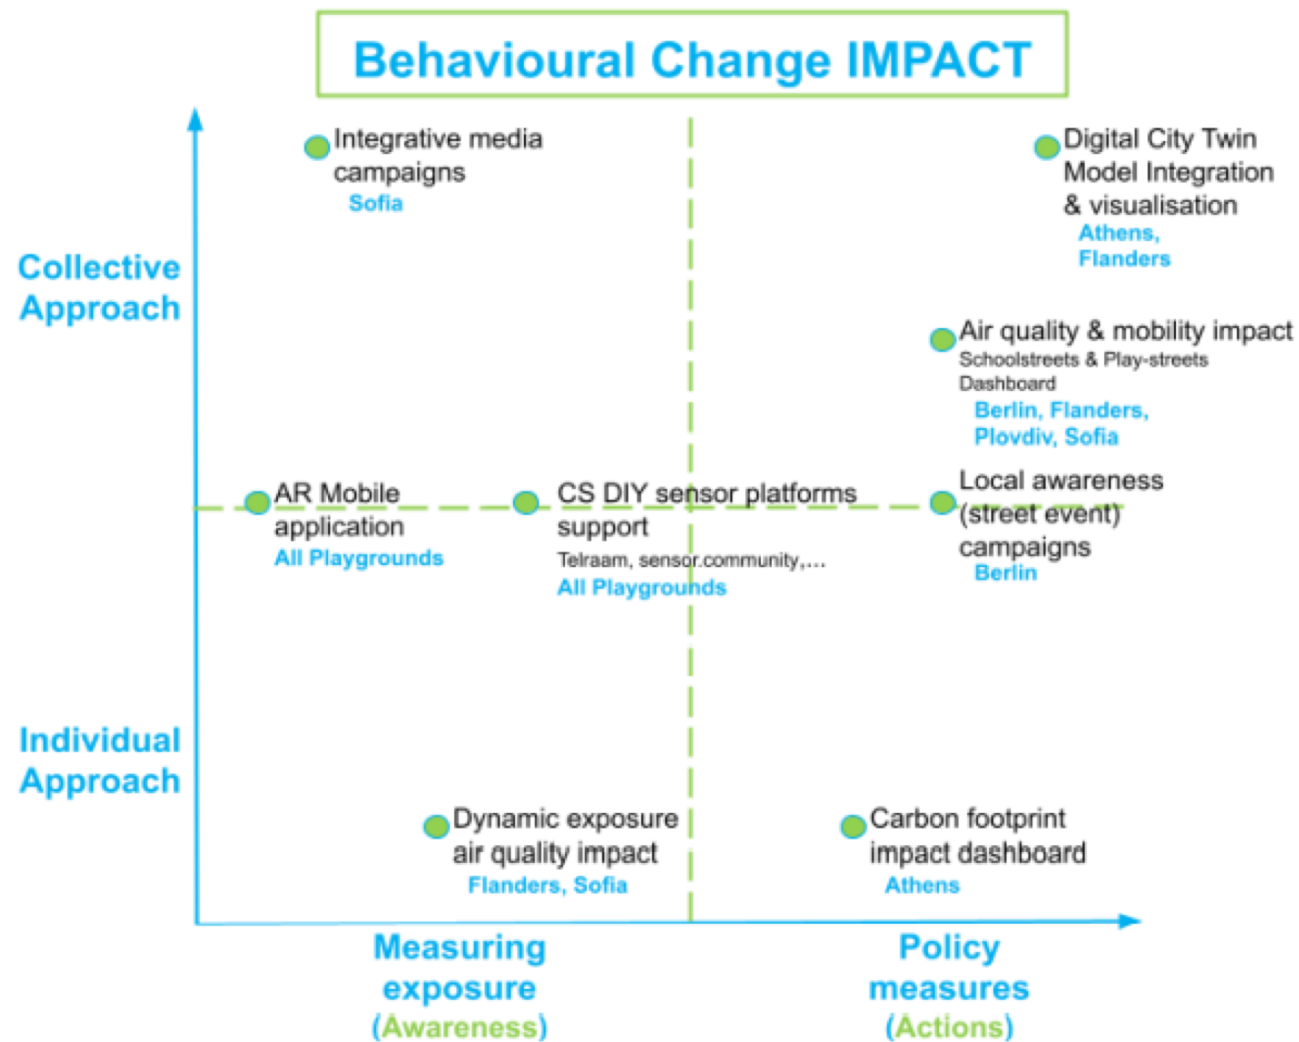 Behavioural Change IMPACT
Integrative media
campaigns
Sofia
Digital City Twin
Model Integration
& visualisation
Athens,
Flanders
Collective
Approach
Air quality & mobility impact
Schoolstreets & Play-streets
Dashboard
Berlin, Flanders,
Plovdiv, Sofia
AR Mobile
application
All Playgrounds
CS DIY sensor platforms
support
Telraam, sensor.community,...
All Playgrounds
Local awareness
(street event)
campaigns
Berlin
Individual
Approach
Dynamic exposure
air quality impact
Flanders, Sofia
Carbon footprint
impact dashboard
Athens
Measuring
exposure
(Awareness)
Policy
measures
(Actions)